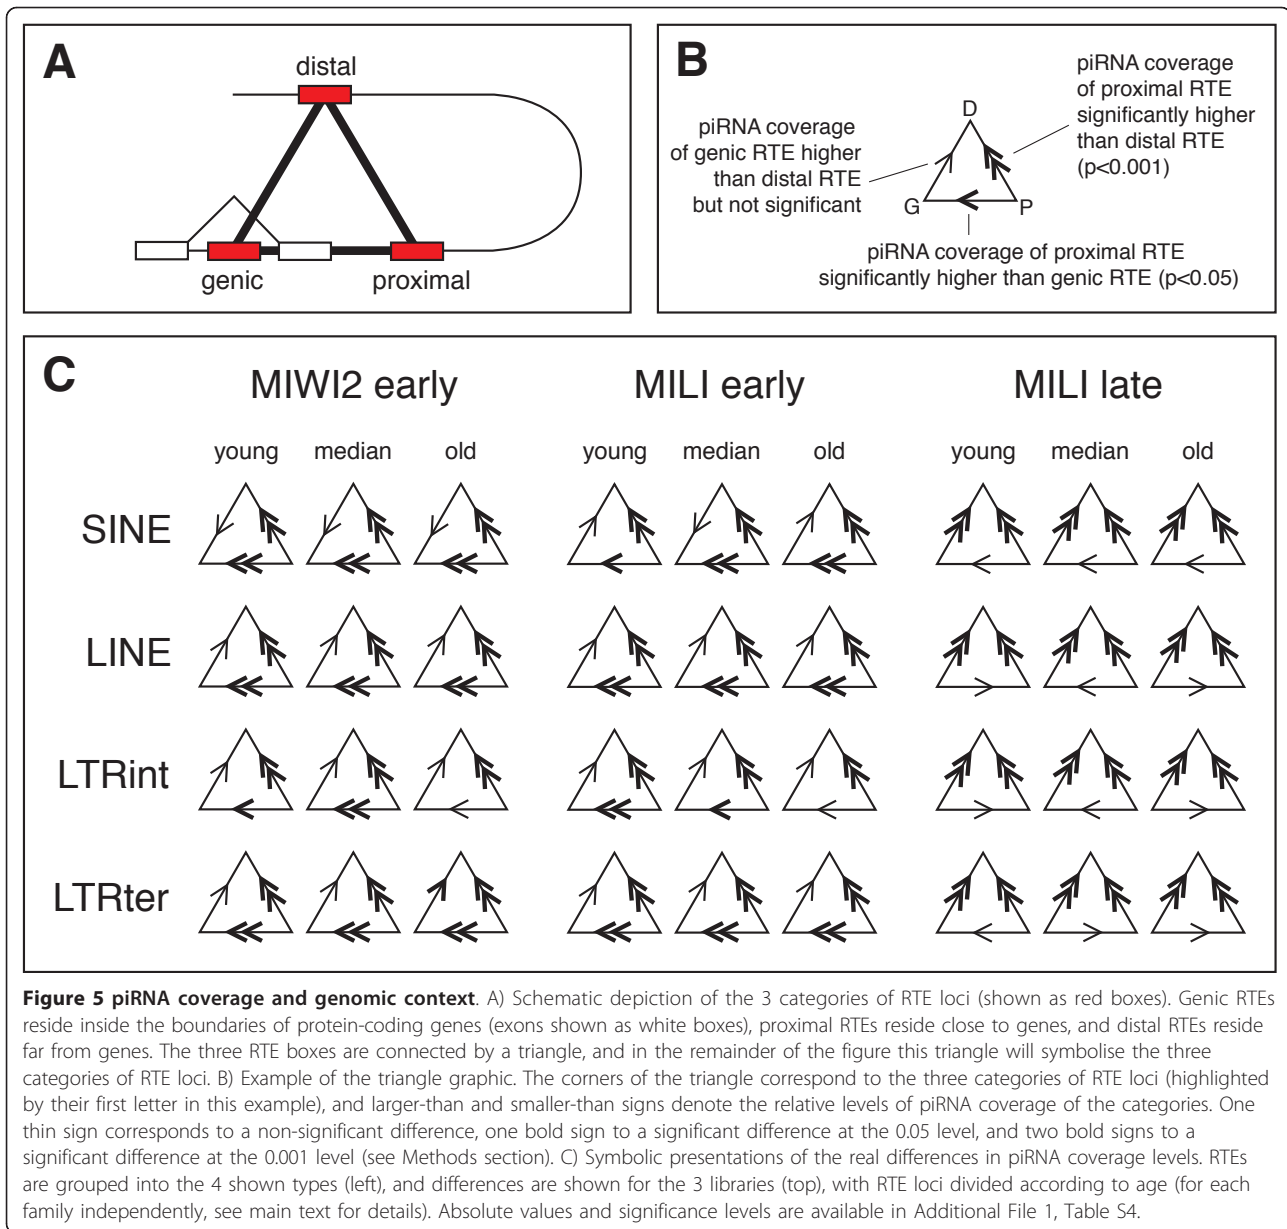 A
distal
genic
proximal
B
piRNA coverage
of genic RTE higher
than distal RTE
but not significant
D
G
P
piRNA coverage
of proximal RTE
significantly higher
than distal RTE
(p<0.001)
piRNA coverage of proximal RTE
significantly higher than genic RTE (p<0.05)
C
MIWI2 early
MILI early
MILI late
young median old
young median old
young median old
SINE
LINE
LTRint
LTRter
Figure 5 piRNA coverage and genomic context. A) Schematic depiction of the 3 categories of RTE loci (shown as red boxes). Genic RTEs
reside inside the boundaries of protein-coding genes (exons shown as white boxes), proximal RTEs reside close to genes, and distal RTEs reside
far from genes. The three RTE boxes are connected by a triangle, and in the remainder of the figure this triangle will symbolise the three
categories of RTE loci. B) Example of the triangle graphic. The corners of the triangle correspond to the three categories of RTE loci (highlighted
by their first letter in this example), and larger-than and smaller-than signs denote the relative levels of piRNA coverage of the categories. One
thin sign corresponds to a non-significant difference, one bold sign to a significant difference at the 0.05 level, and two bold signs to a
significant difference at the 0.001 level (see Methods section). C) Symbolic presentations of the real differences in piRNA coverage levels. RTEs
are grouped into the 4 shown types (left), and differences are shown for the 3 libraries (top), with RTE loci divided according to age (for each
family independently, see main text for details). Absolute values and significance levels are available in Additional File 1, Table S4.